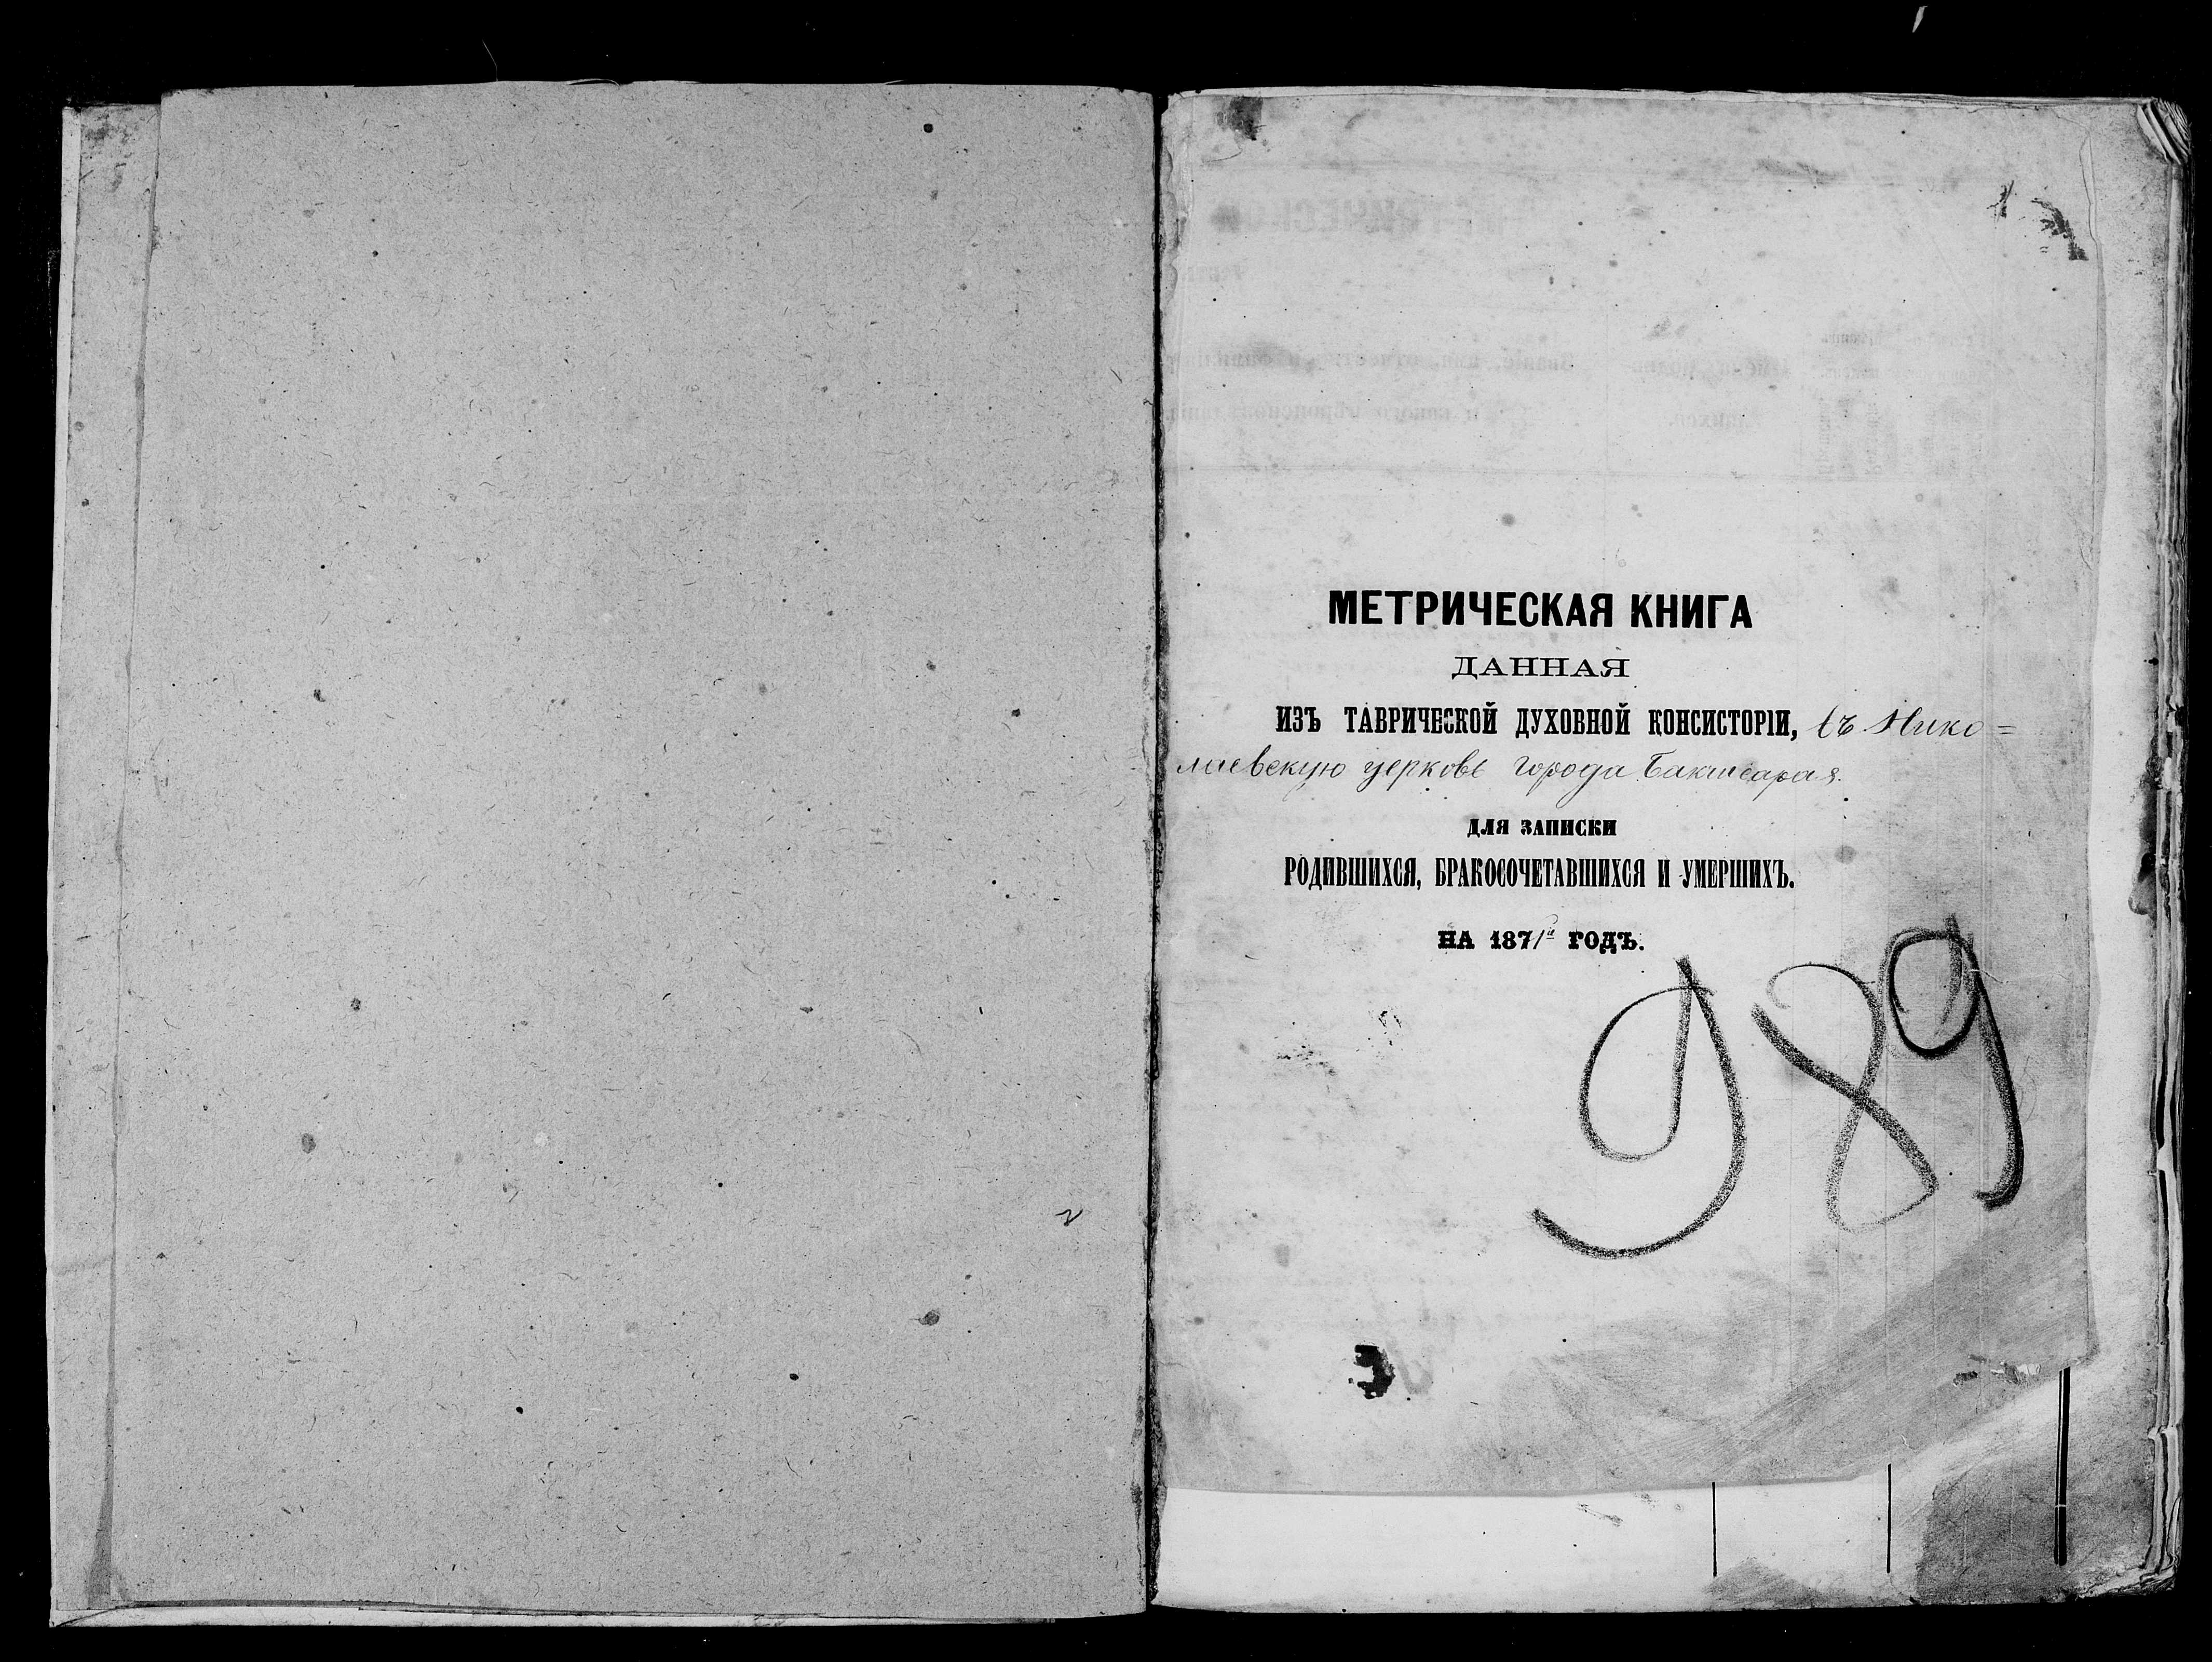 МЕТРИЧЕСКАЯ КНИГА
ДАННАЯ
ИЗЪ ТАВРИЧЕСКОЙ ДУХОВНОЙ КОНСИСТОРІИ, въ Нико=
лаевскую церковь города Бакчисарая.
ДЛЯ ЗАПИСКИ
РОДИВШИХСЯ, БРАКОСОЧЕТАВШИХСЯ И УМЕРШИХЪ.
НА 1871й ГОДЪ.
989